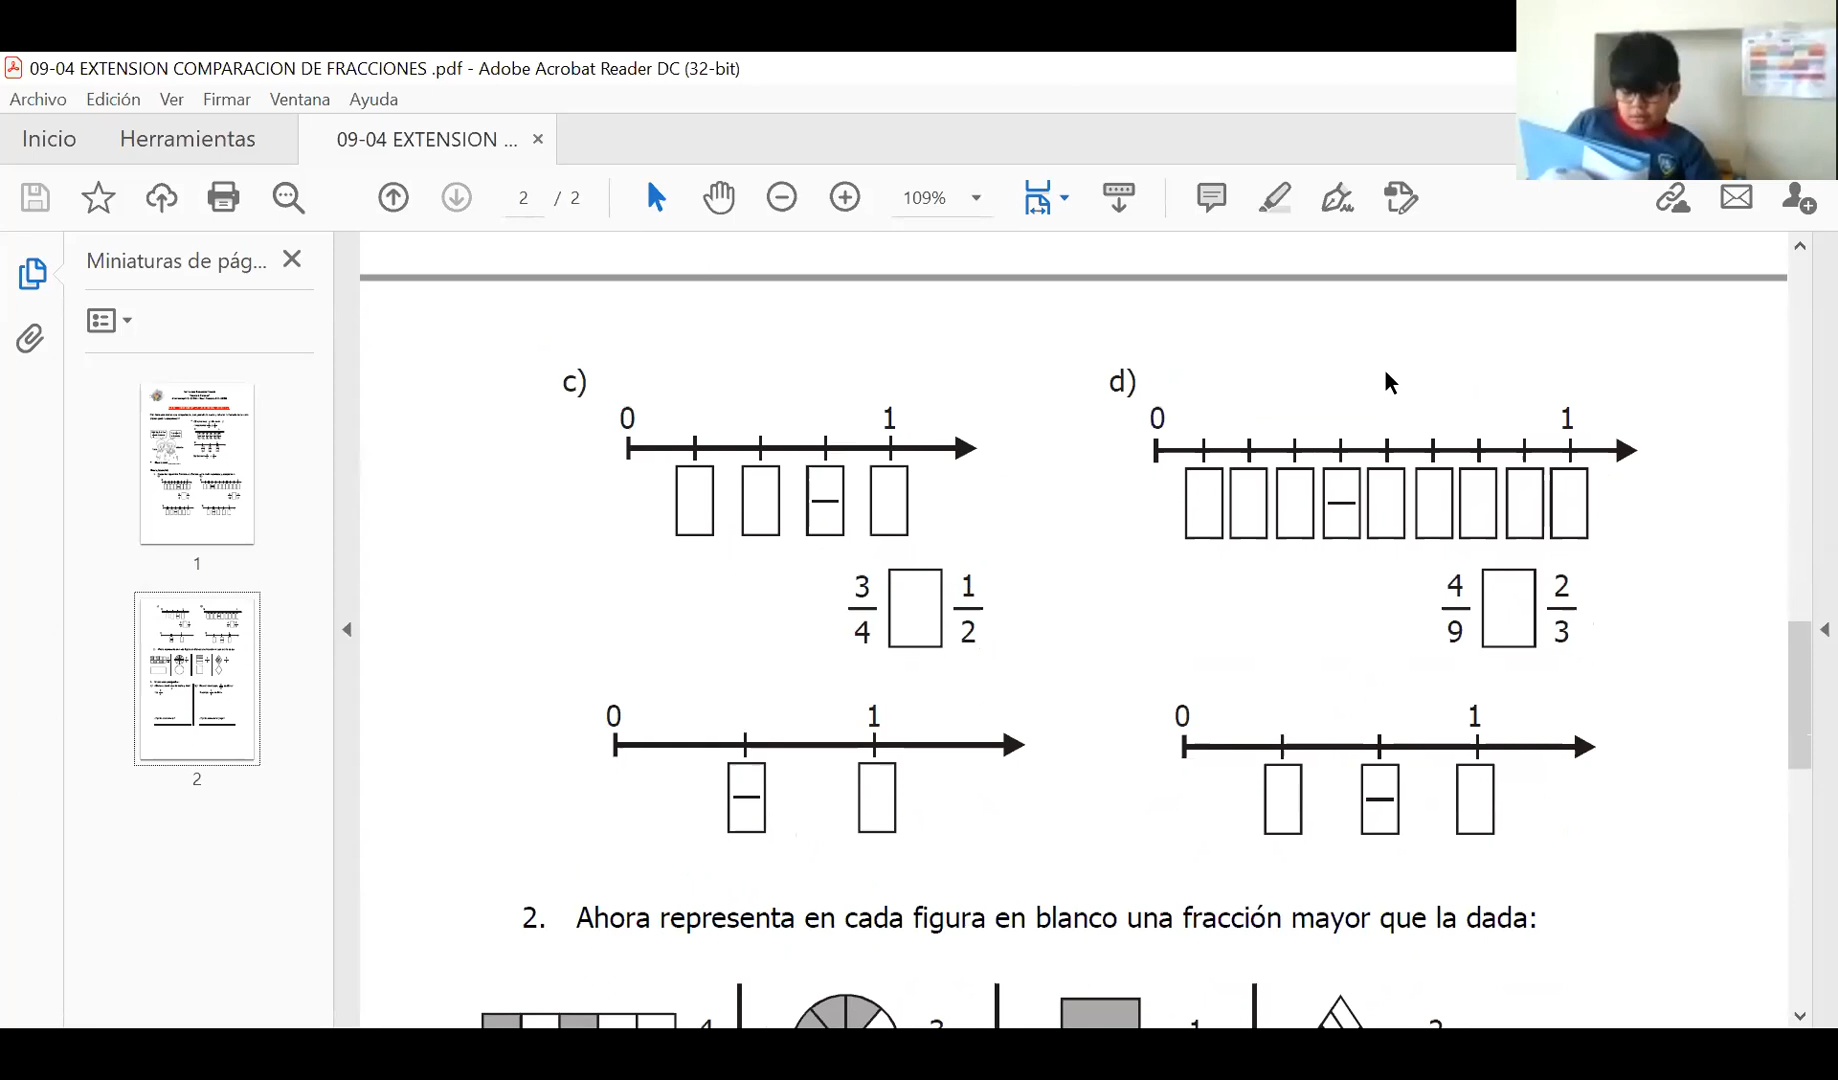 09-04 EXTENSION COMPARACION DE FRACCIONES .pdf - Adobe Acrobat Reader DC (32-bit)
Archivo Edición Ver Firmar Ventana Ayuda
Inicio Herramientas 09-04 EXTENSION ... ×
2 / 2 109%
Miniaturas de pág...
1
2
c) d)
0 1 0 1
3/4 1/2 4/9 2/3
0 1 0 1
2. Ahora representa en cada figura en blanco una fracción mayor que la dada: